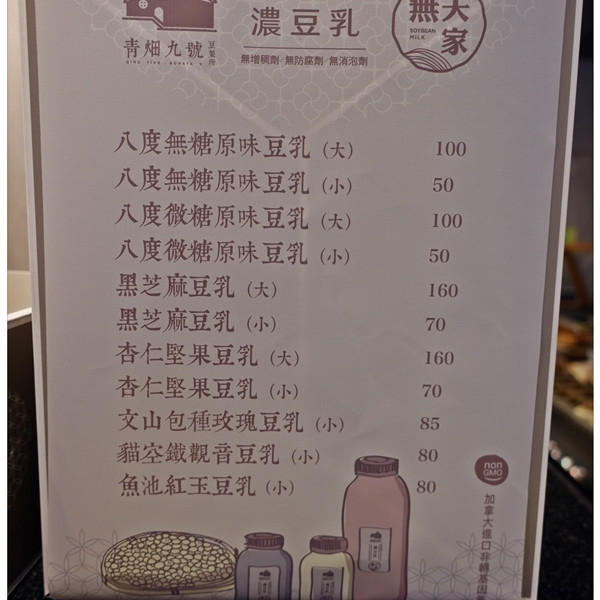 濃豆乳
無增稠劑/無防腐劑/無消泡劑
青畑九號
豆製所
無大家
SOYBEAN MILK
八度無糖原味豆乳(大) 100
八度無糖原味豆乳(小) 50
八度微糖原味豆乳(大) 100
八度微糖原味豆乳(小) 50
黑芝麻豆乳(大) 160
黑芝麻豆乳(小) 70
杏仁堅果豆乳(大) 160
杏仁堅果豆乳(小) 70
文山包種玫瑰豆乳(小) 85
貓空鐵觀音豆乳(小) 80
魚池紅玉豆乳(小) 80
non GMO
加拿大進口非轉基因